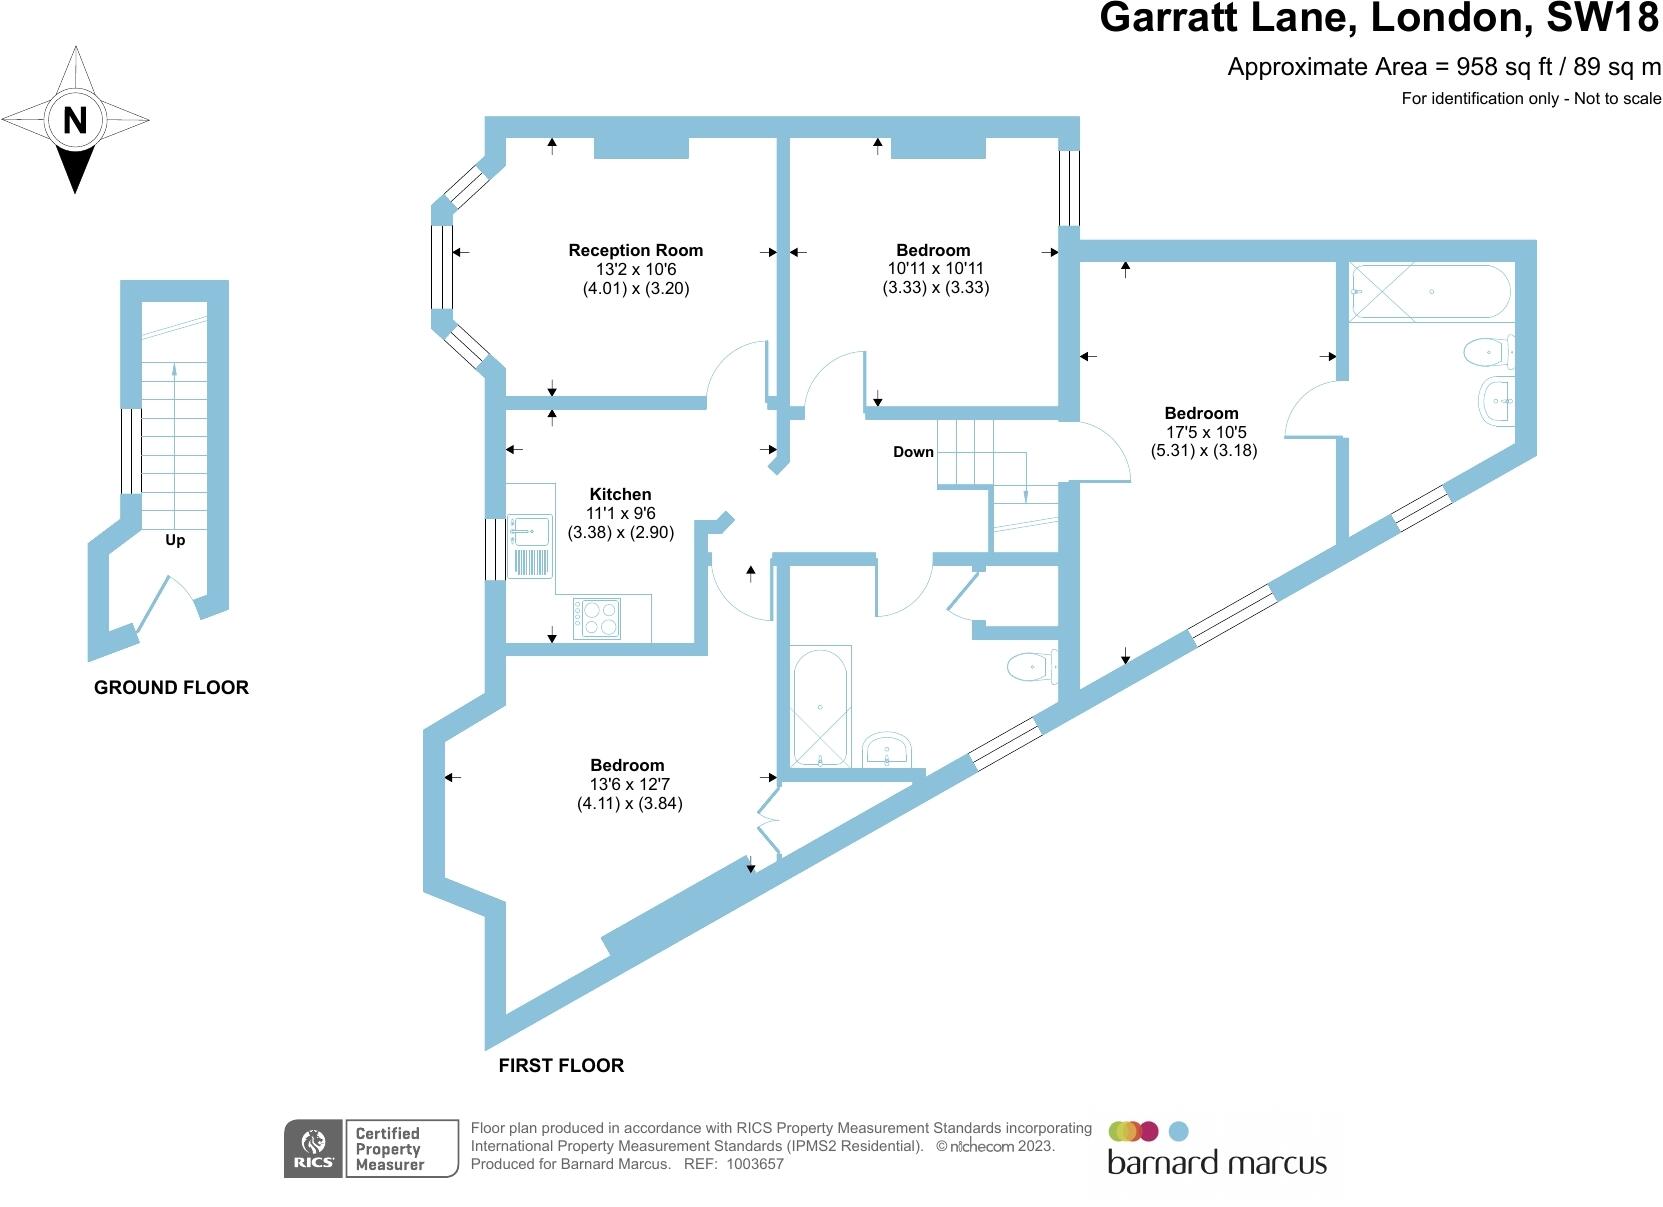 Garratt Lane, London, SW18
Approximate Area = 958 sq ft / 89 sq m
For identification only - Not to scale
N
Reception Room
13'2 x 10'6
(4.01) x (3.20)
Bedroom
10'11 x 10'11
(3.33) x (3.33)
Bedroom
17'5 x 10'5
(5.31) x (3.18)
Down
Kitchen
11'1 x 9'6
(3.38) x (2.90)
Up
GROUND FLOOR
Bedroom
13'6 x 12'7
(4.11) x (3.84)
FIRST FLOOR
RICS
Certified
Property
Measurer
Floor plan produced in accordance with RICS Property Measurement Standards incorporating
International Property Measurement Standards (IPMS2 Residential). © nichecom 2023.
Produced for Barnard Marcus. REF: 1003657
barnard marcus